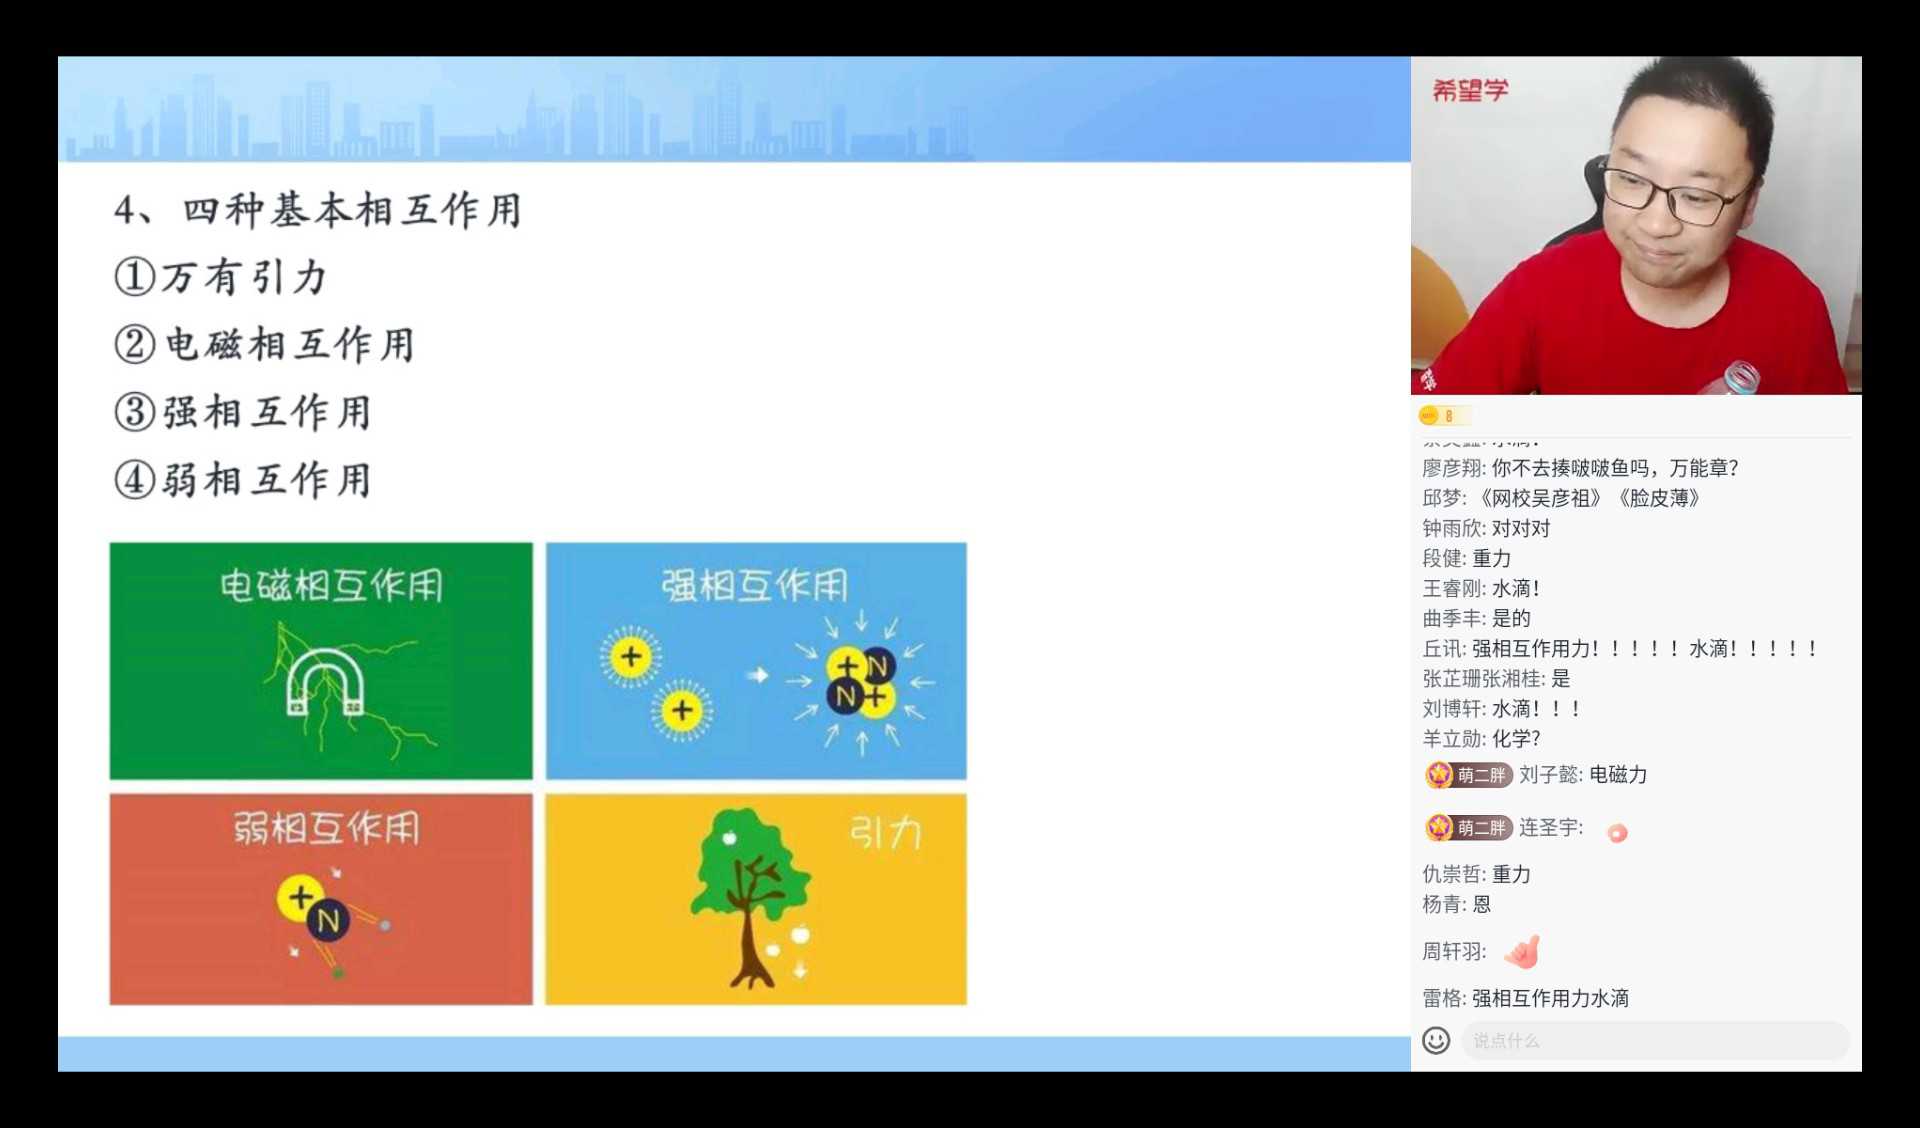 4、四种基本相互作用
①万有引力
②电磁相互作用
③强相互作用
④弱相互作用
电磁相互作用
强相互作用
+
+
+ N
N +
弱相互作用
+
N
引力
希望学
8
廖彦翔: 你不去揍啵啵鱼吗，万能章？
邱梦: 《网校吴彦祖》《脸皮薄》
钟雨欣: 对对对
段健: 重力
王睿刚: 水滴！
曲季丰: 是的
丘讯: 强相互作用力！！！！！水滴！！！！！
张芷珊张湘桂: 是
刘博轩: 水滴！！！
羊立勋: 化学？
萌二胖 刘子懿: 电磁力
萌二胖 连圣宇:
仇崇哲: 重力
杨青: 恩
周轩羽:
雷格: 强相互作用力水滴
说点什么